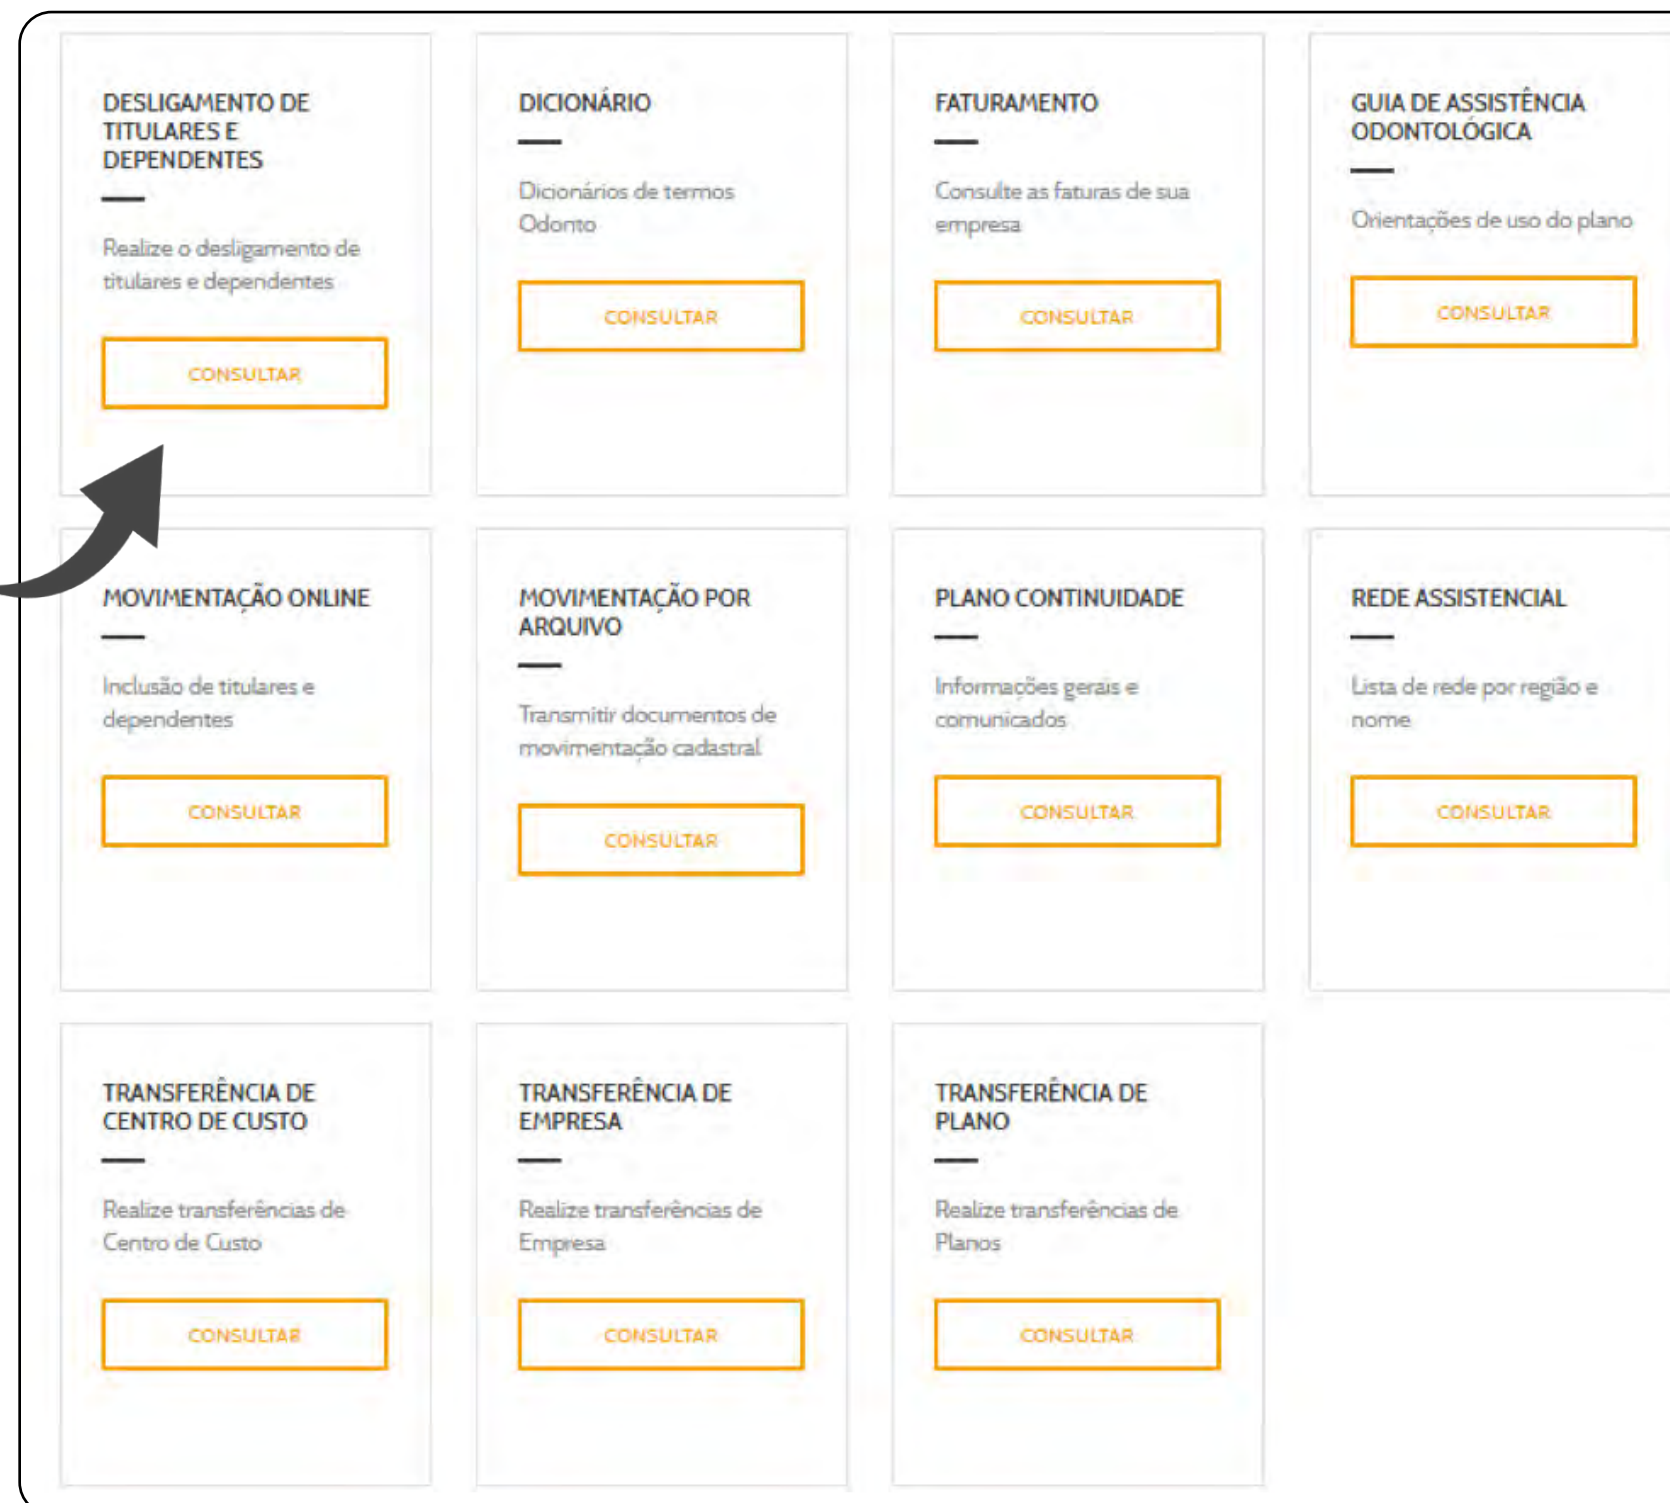 DESLIGAMENTO DE
TITULARES E
DEPENDENTES
Realize o desligamento de
titulares e dependentes
CONSULTAR
DICIONÁRIO
Dicionários de termos
Odonto
CONSULTAR
FATURAMENTO
Consulte as faturas de sua
empresa
CONSULTAR
GUIA DE ASSISTÊNCIA
ODONTOLÓGICA
Orientações de uso do plano
CONSULTAR
MOVIMENTAÇÃO ONLINE
Inclusão de titulares e
dependentes
CONSULTAR
MOVIMENTAÇÃO POR
ARQUIVO
Transmitir documentos de
movimentação cadastral
CONSULTAR
PLANO CONTINUIDADE
Informações gerais e
comunicados
CONSULTAR
REDE ASSISTENCIAL
Lista de rede por região e
nome
CONSULTAR
TRANSFERÊNCIA DE
CENTRO DE CUSTO
Realize transferências de
Centro de Custo
CONSULTAR
TRANSFERÊNCIA DE
EMPRESA
Realize transferências de
Empresa
CONSULTAR
TRANSFERÊNCIA DE
PLANO
Realize transferências de
Planos
CONSULTAR